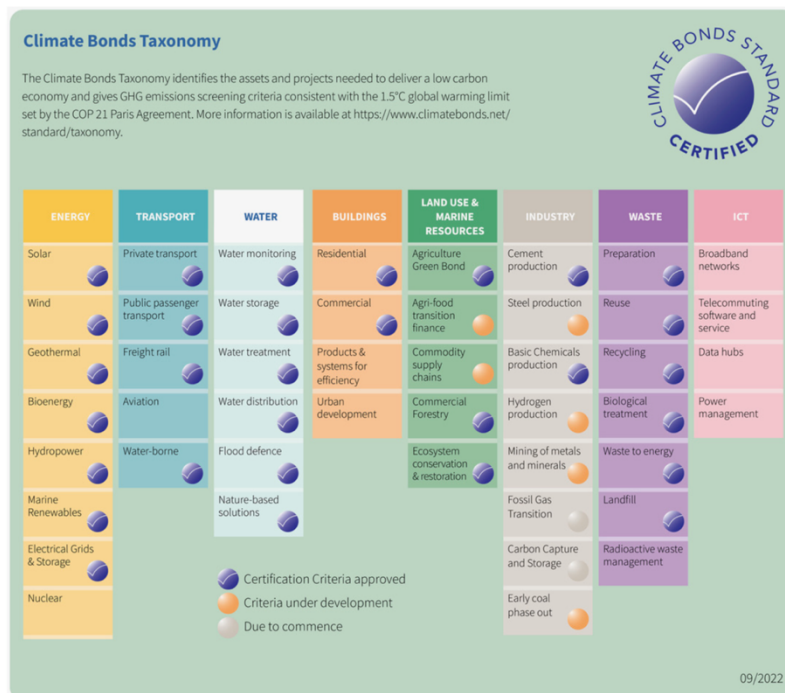 Climate Bonds Taxonomy
The Climate Bonds Taxonomy identifies the assets and projects needed to deliver a low carbon
economy and gives GHG emissions screening criteria consistent with the 1.5°C global warming limit
set by the COP 21 Paris Agreement. More information is available at https://www.climatebonds.net/
standard/taxonomy.
CLIMATE BONDS STANDARD
CERTIFIED
ENERGY
Solar
Wind
Geothermal
Bioenergy
Hydropower
Marine
Renewables
Electrical Grids
& Storage
Nuclear
TRANSPORT
Private transport
Public passenger
transport
Freight rail
Aviation
Water-borne
WATER
Water monitoring
Water storage
Water treatment
Water distribution
Flood defence
Nature-based
solutions
BUILDINGS
Residential
Commercial
Products &
systems for
efficiency
Urban
development
LAND USE &
MARINE
RESOURCES
Agriculture
Green Bond
Agri-food
transition
finance
Commodity
supply
chains
Commercial
Forestry
Ecosystem
conservation
& restoration
INDUSTRY
Cement
production
Steel production
Basic Chemicals
production
Hydrogen
production
Mining of metals
and minerals
Fossil Gas
Transition
Carbon Capture
and Storage
Early coal
phase out
WASTE
Preparation
Reuse
Recycling
Biological
treatment
Waste to energy
Landfill
Radioactive waste
management
ICT
Broadband
networks
Telecommuting
software and
service
Data hubs
Power
management
Certification Criteria approved
Criteria under development
Due to commence
09/2022